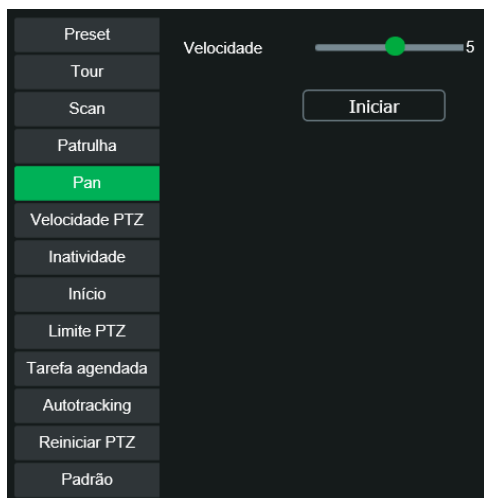 Preset
Tour
Scan
Patrulha
Pan
Velocidade PTZ
Inatividade
Início
Limite PTZ
Tarefa agendada
Autotracking
Reiniciar PTZ
Padrão
Velocidade 5
Iniciar